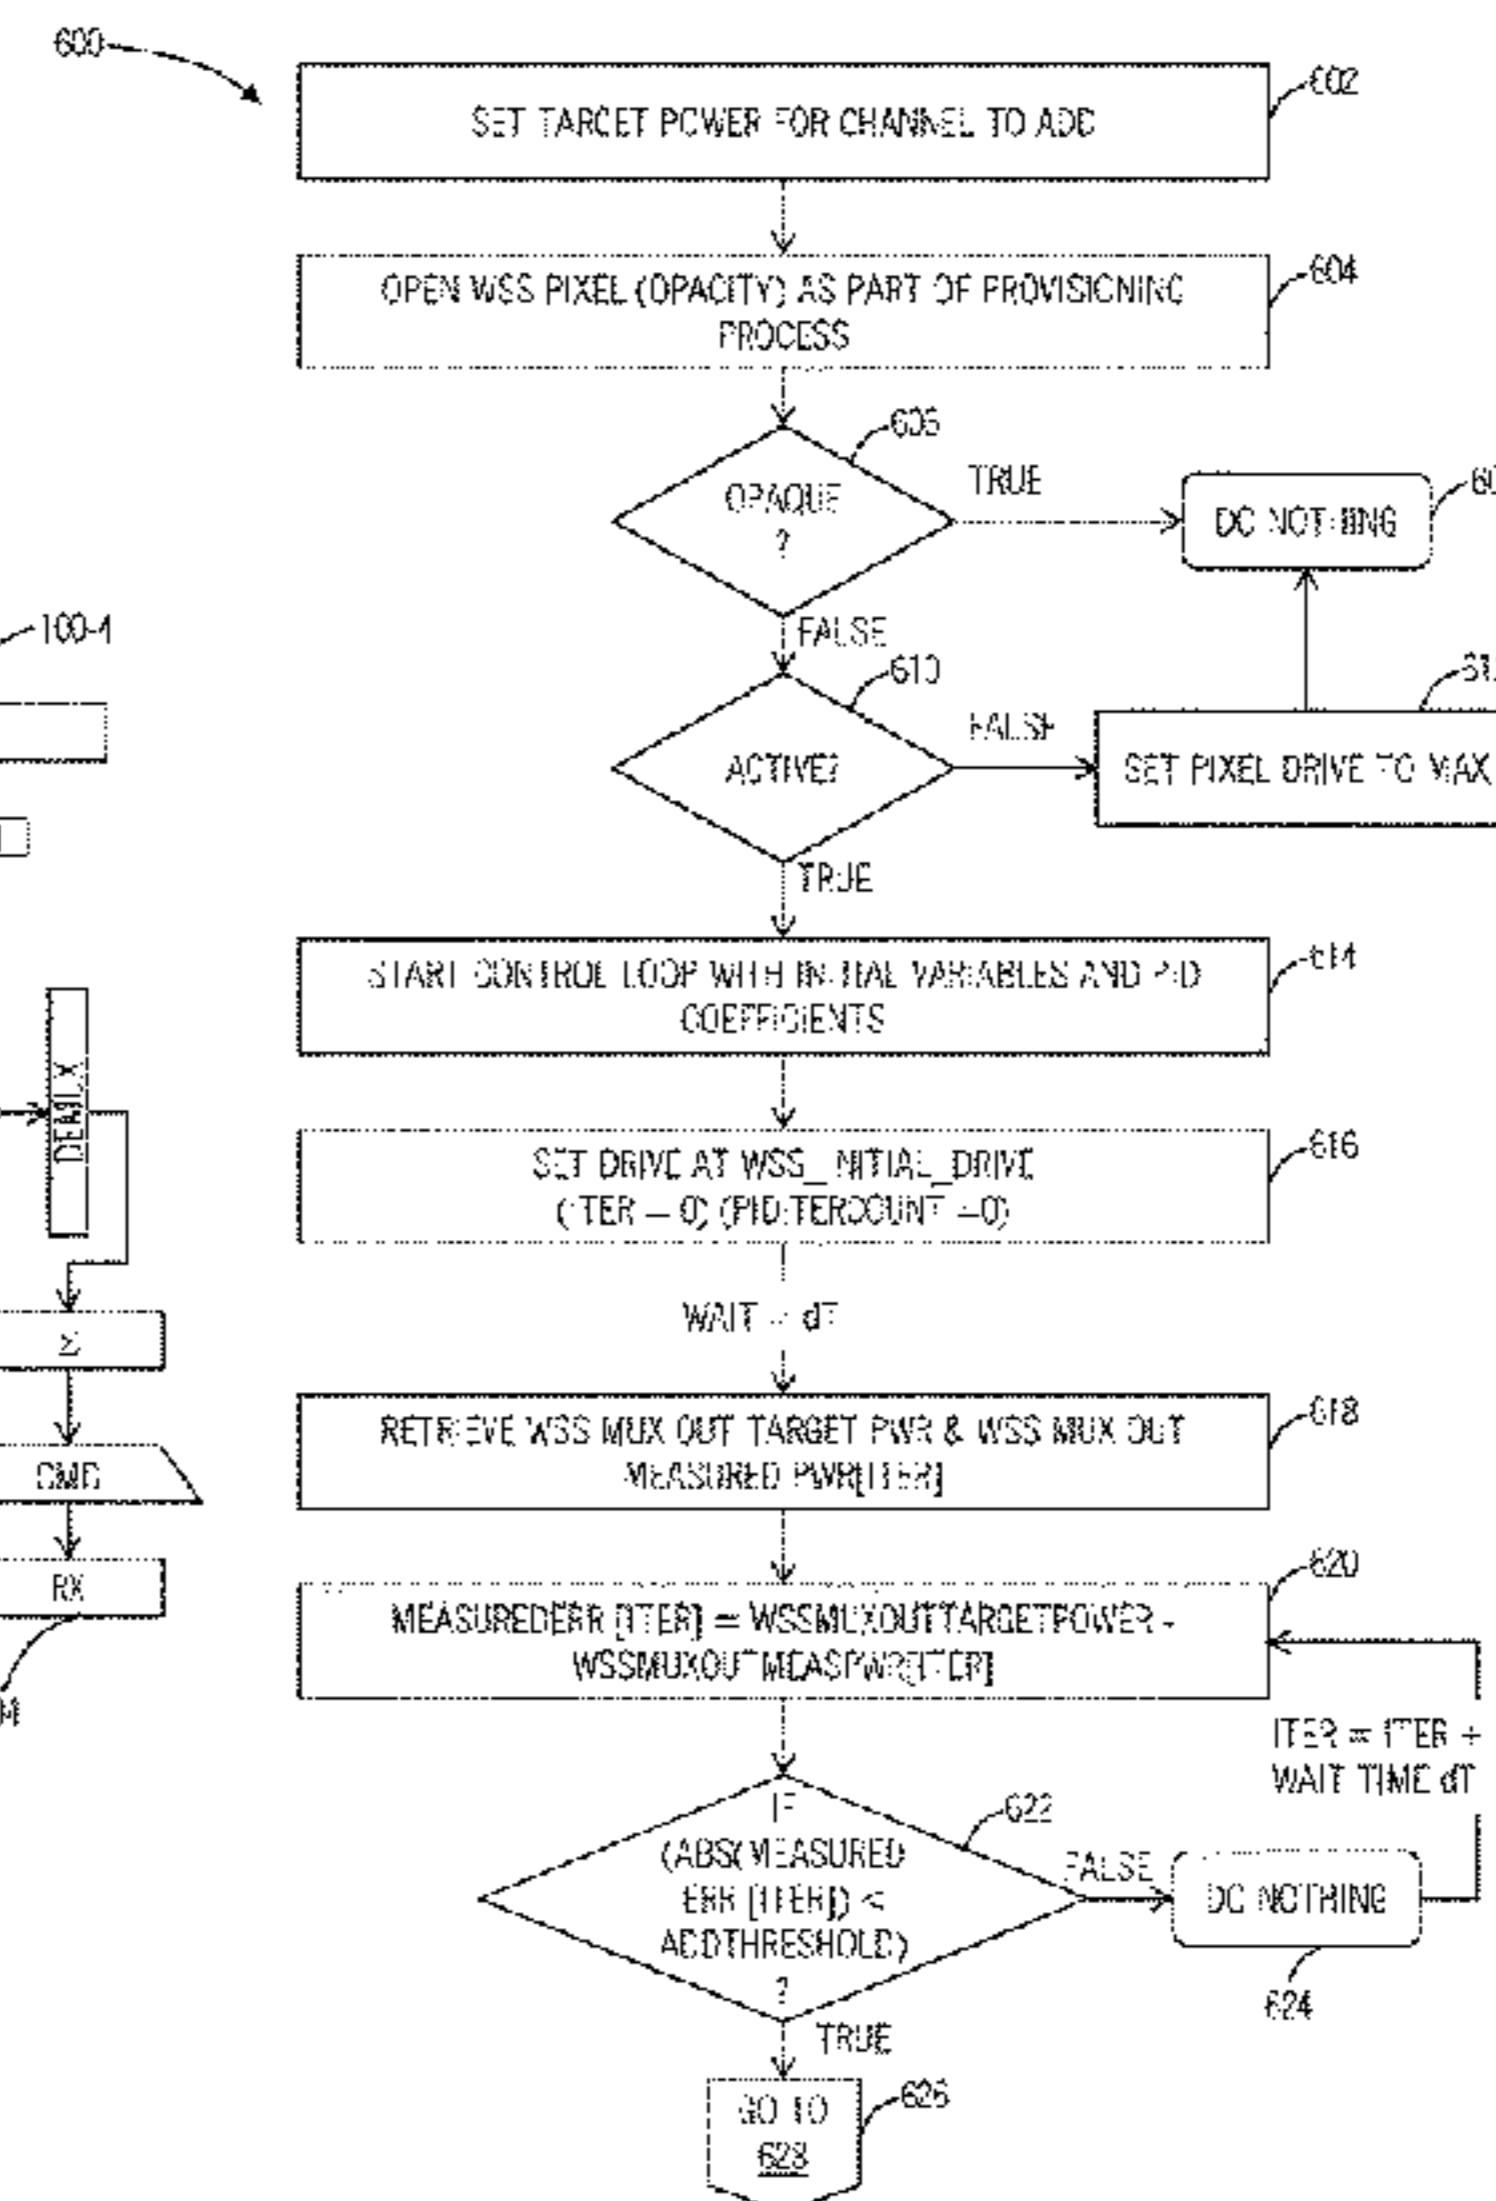 600
602
SET TARGET POWER FOR CHANNEL TO ADD
604
OPEN WSS PIXEL (OPACITY) AS PART OF PROVISIONING
PROCESS
606
OPAQUE
?
TRUE
DO NOTHING
FALSE
610
ACTIVE?
FALSE
SET PIXEL DRIVE TO MAX
TRUE
614
START CONTROL LOOP WITH INITIAL VARIABLES AND PID
COEFFICIENTS
616
SET DRIVE AT WSS_INITIAL_DRIVE
(ITER = 0) (PIDITERCOUNT =0)
WAIT dT
618
RETRIEVE WSS MUX OUT TARGET PWR & WSS MUX OUT
MEASURED PWR[ITER]
620
MEASUREDERR [ITER] = WSSMUXOUTTARGETPOWER -
WSSMUXOUTMEASPWR[ITER]
ITER = ITER +
WAIT TIME dT
622
IF
(ABS(MEASURED
ERR [ITER]) <
ADDTHRESHOLD)
?
FALSE
DO NOTHING
624
TRUE
626
GO TO
628
100-4
DEMUX
Σ
RX